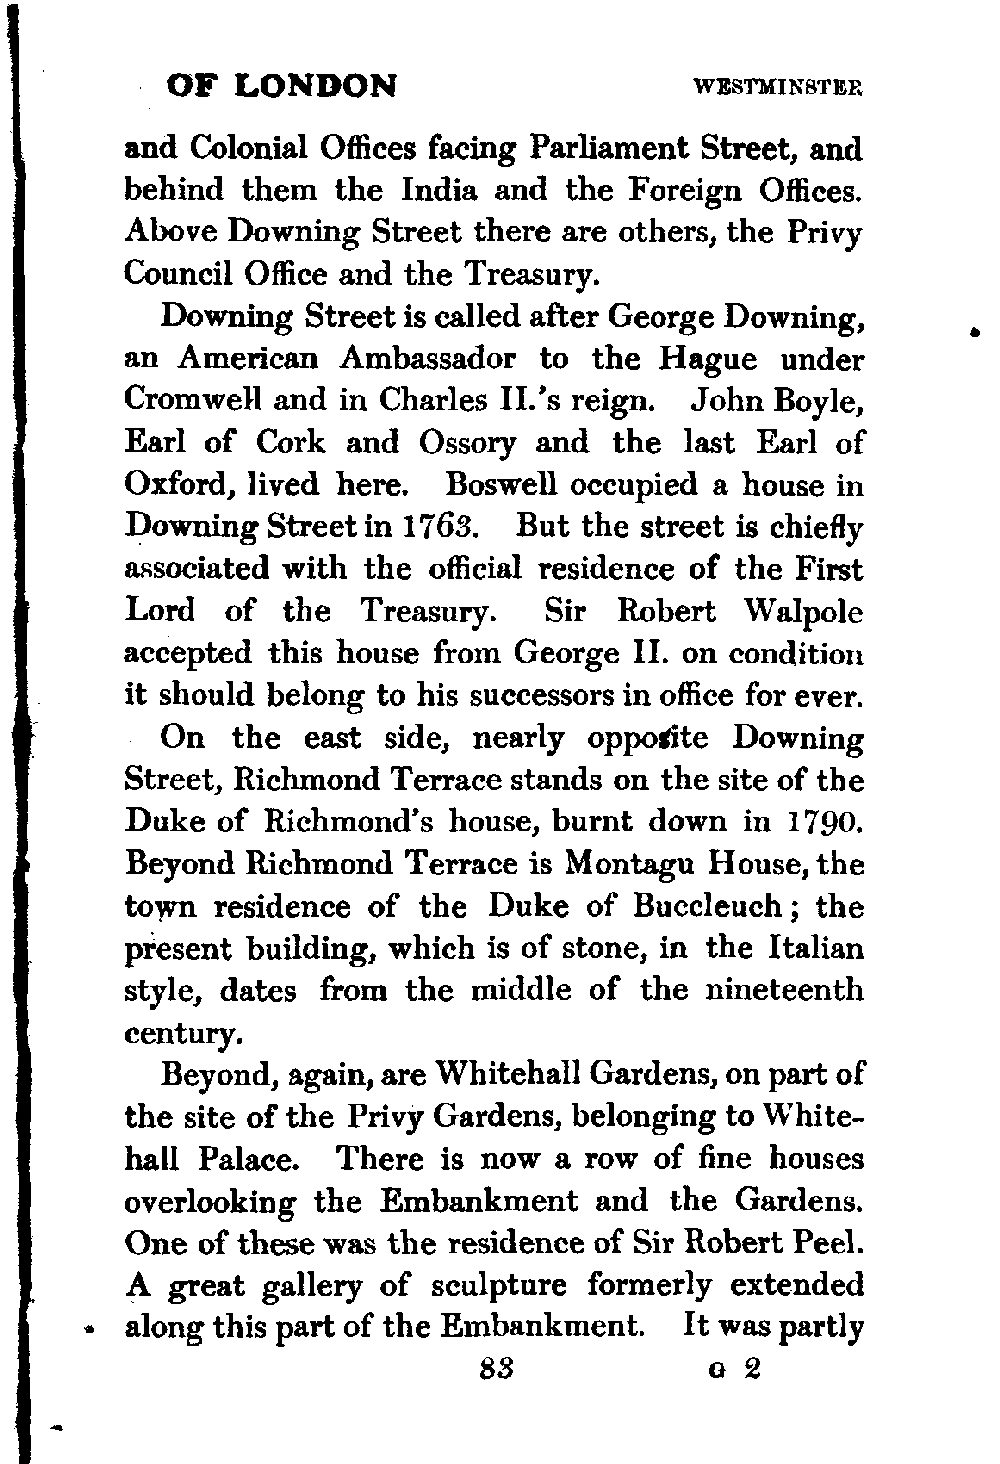 OF LONDON WESTMINSTER
and Colonial Offices facing Parliament Street, and
behind them the India and the Foreign Offices.
Above Downing Street there are others, the Privy
Council Office and the Treasury.
Downing Street is called after George Downing,
an American Ambassador to the Hague under
Cromwell and in Charles II.'s reign. John Boyle,
Earl of Cork and Ossory and the last Earl of
Oxford, lived here. Boswell occupied a house in
Downing Street in 1763. But the street is chiefly
associated with the official residence of the First
Lord of the Treasury. Sir Robert Walpole
accepted this house from George II. on condition
it should belong to his successors in office for ever.
On the east side, nearly opposite Downing
Street, Richmond Terrace stands on the site of the
Duke of Richmond's house, burnt down in 1790.
Beyond Richmond Terrace is Montagu House, the
town residence of the Duke of Buccleuch; the
present building, which is of stone, in the Italian
style, dates from the middle of the nineteenth
century.
Beyond, again, are Whitehall Gardens, on part of
the site of the Privy Gardens, belonging to White-
hall Palace. There is now a row of fine houses
overlooking the Embankment and the Gardens.
One of these was the residence of Sir Robert Peel.
A great gallery of sculpture formerly extended
along this part of the Embankment. It was partly
83 G 2